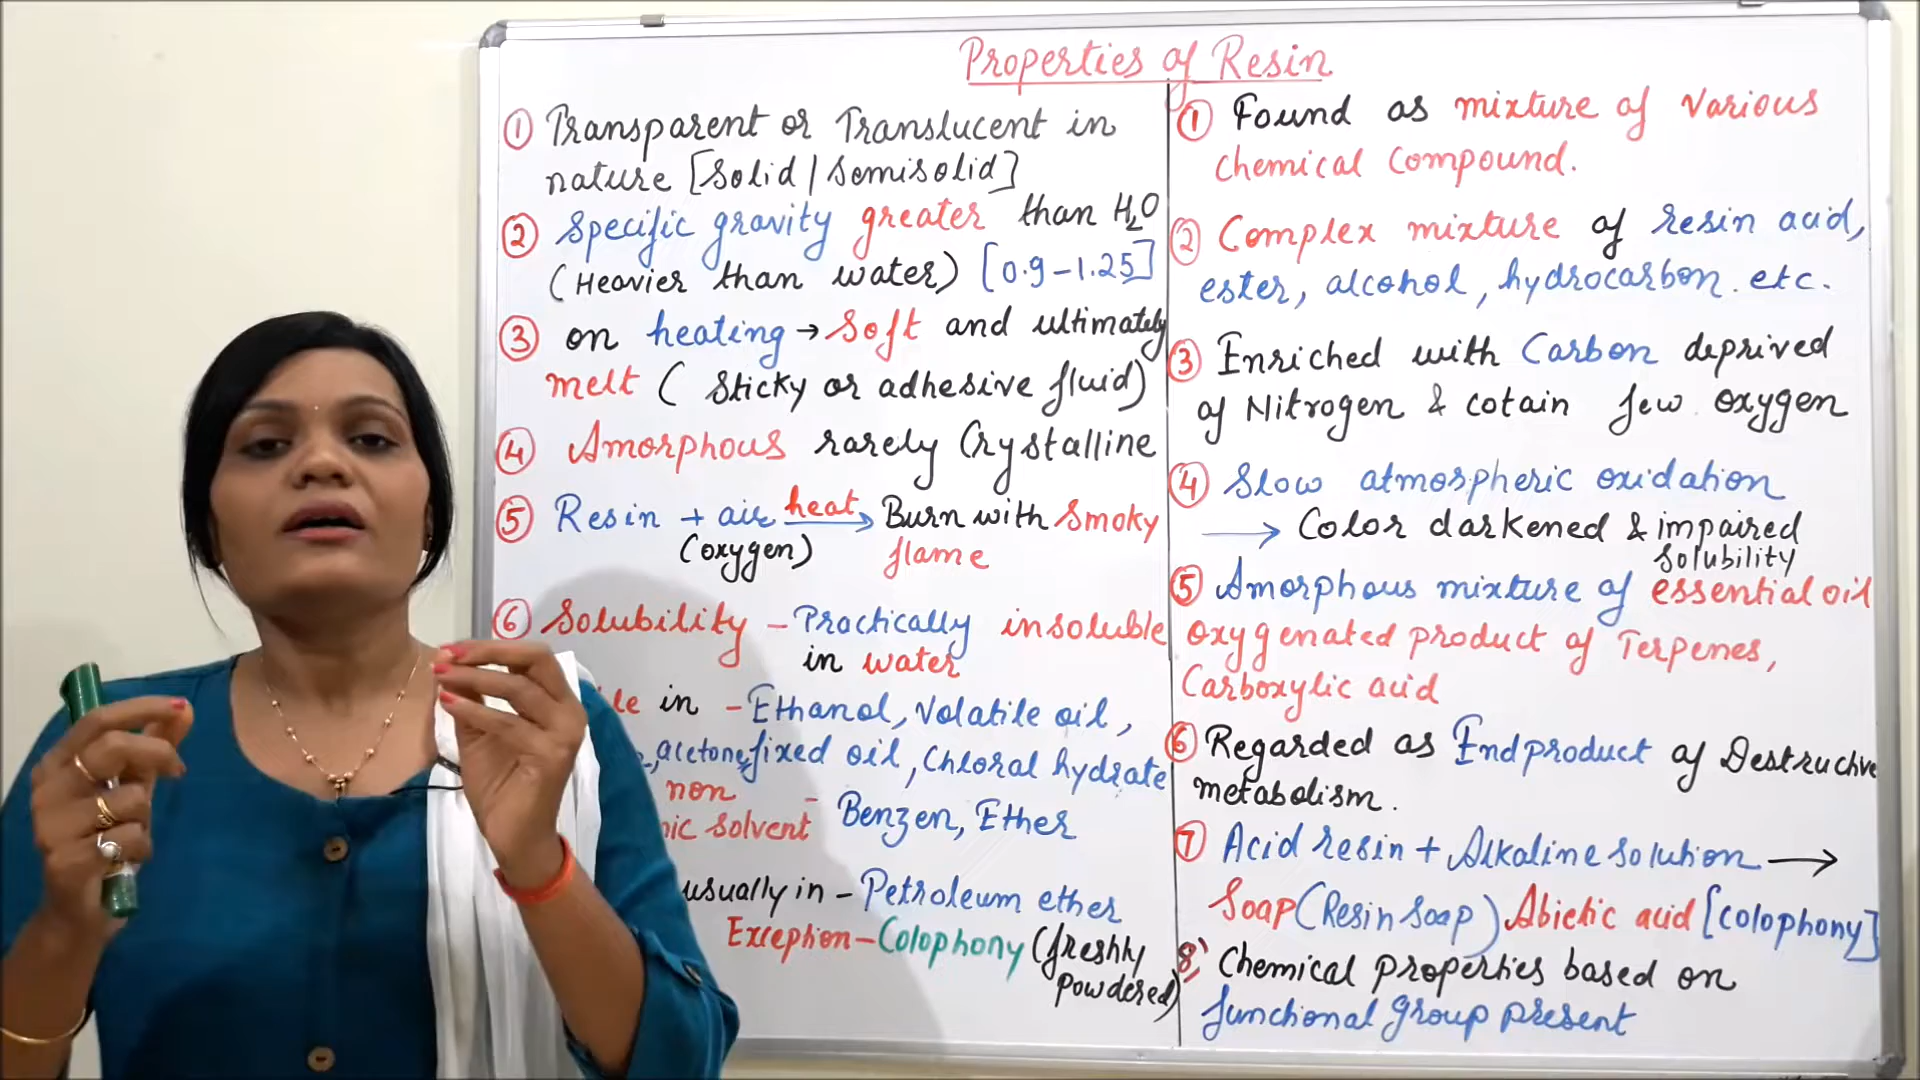 Properties of Resin
① Transparent or Translucent in
nature [Solid / Semisolid]
② Specific gravity greater than H2O
(Heavier than water) [0.9-1.25]
③ on heating → Soft and ultimately
melt ( Sticky or adhesive fluid)
④ Amorphous rarely Crystalline
⑤ Resin + air heat → Burn with Smoky
(oxygen) flame
⑥ Solubility - Practically insoluble
in water
in - Ethanol, Volatile oil,
acetone, fixed oil, Chloral hydrate
non
solvent - Benzen, Ether
usually in - Petroleum ether
Exception - Colophony (freshly
powdered)
① Found as mixture of various
Chemical Compound.
② Complex mixture of resin acid,
ester, alcohol, hydrocarbon. etc.
③ Enriched with Carbon deprived
of Nitrogen & cotain few oxygen
④ Slow atmospheric oxidation
→ Color darkened & impaired
Solubility
⑤ Amorphous mixture of essential oil
oxygenated product of Terpenes,
Carboxylic acid
⑥ Regarded as End product of Destructive
metabolism.
⑦ Acid resin + Alkaline solution →
Soap (Resin soap) Abietic acid [colophony]
8) Chemical properties based on
functional group present